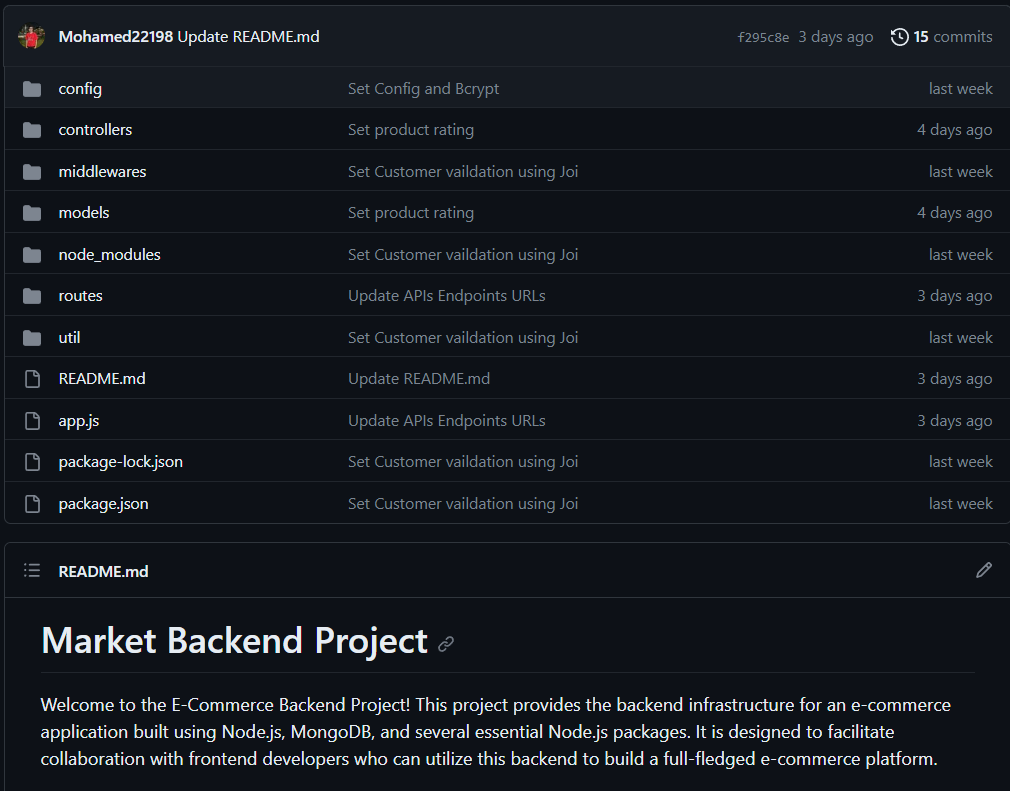 Mohamed22198 Update README.md f295c8e 3 days ago 15 commits
config Set Config and Bcrypt last week
controllers Set product rating 4 days ago
middlewares Set Customer vaildation using Joi last week
models Set product rating 4 days ago
node_modules Set Customer vaildation using Joi last week
routes Update APIs Endpoints URLs 3 days ago
util Set Customer vaildation using Joi last week
README.md Update README.md 3 days ago
app.js Update APIs Endpoints URLs 3 days ago
package-lock.json Set Customer vaildation using Joi last week
package.json Set Customer vaildation using Joi last week
README.md
Market Backend Project
Welcome to the E-Commerce Backend Project! This project provides the backend infrastructure for an e-commerce
application built using Node.js, MongoDB, and several essential Node.js packages. It is designed to facilitate
collaboration with frontend developers who can utilize this backend to build a full-fledged e-commerce platform.